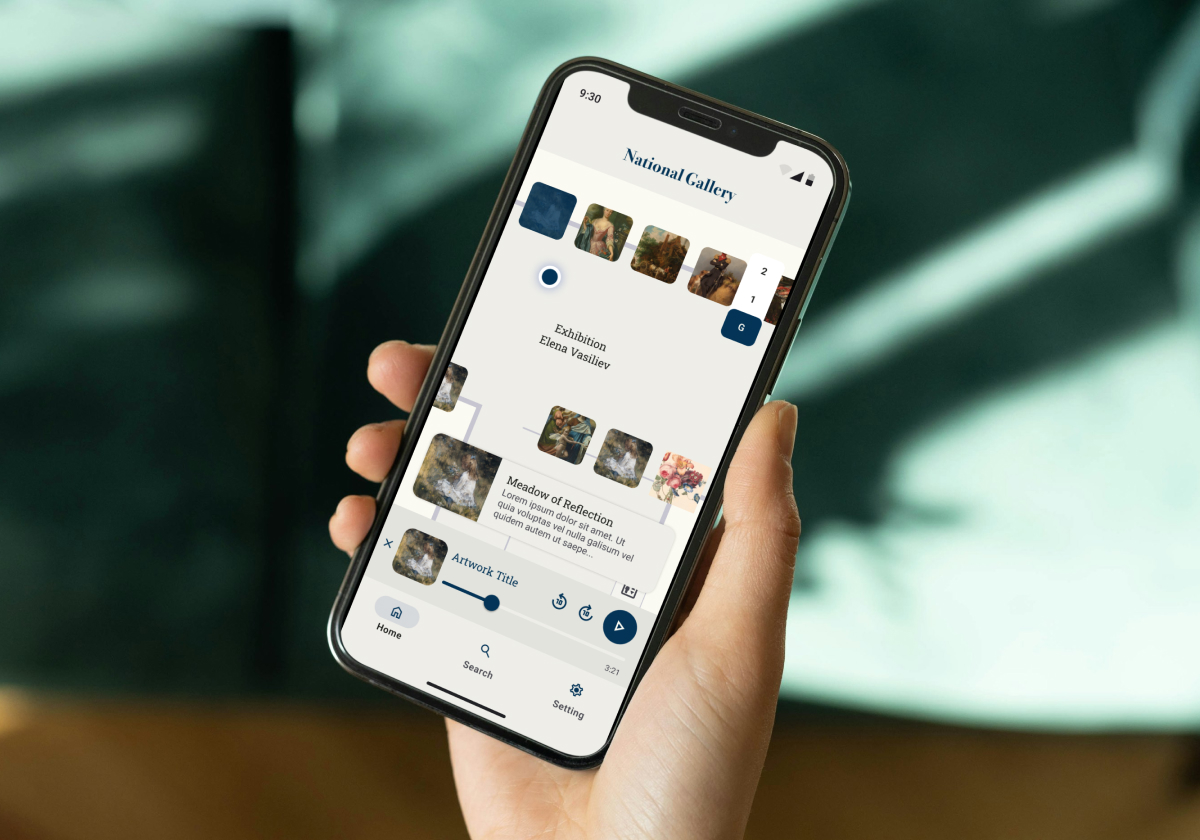 9:30
National Gallery
2
1
G
Exhibition
Elena Vasiliev
Meadow of Reflection
Lorem ipsum dolor sit amet. Ut
quia voluptas vel nulla galisum vel
quidem autem ut saepe...
Artwork Title
10
10
3:21
Home
Search
Setting